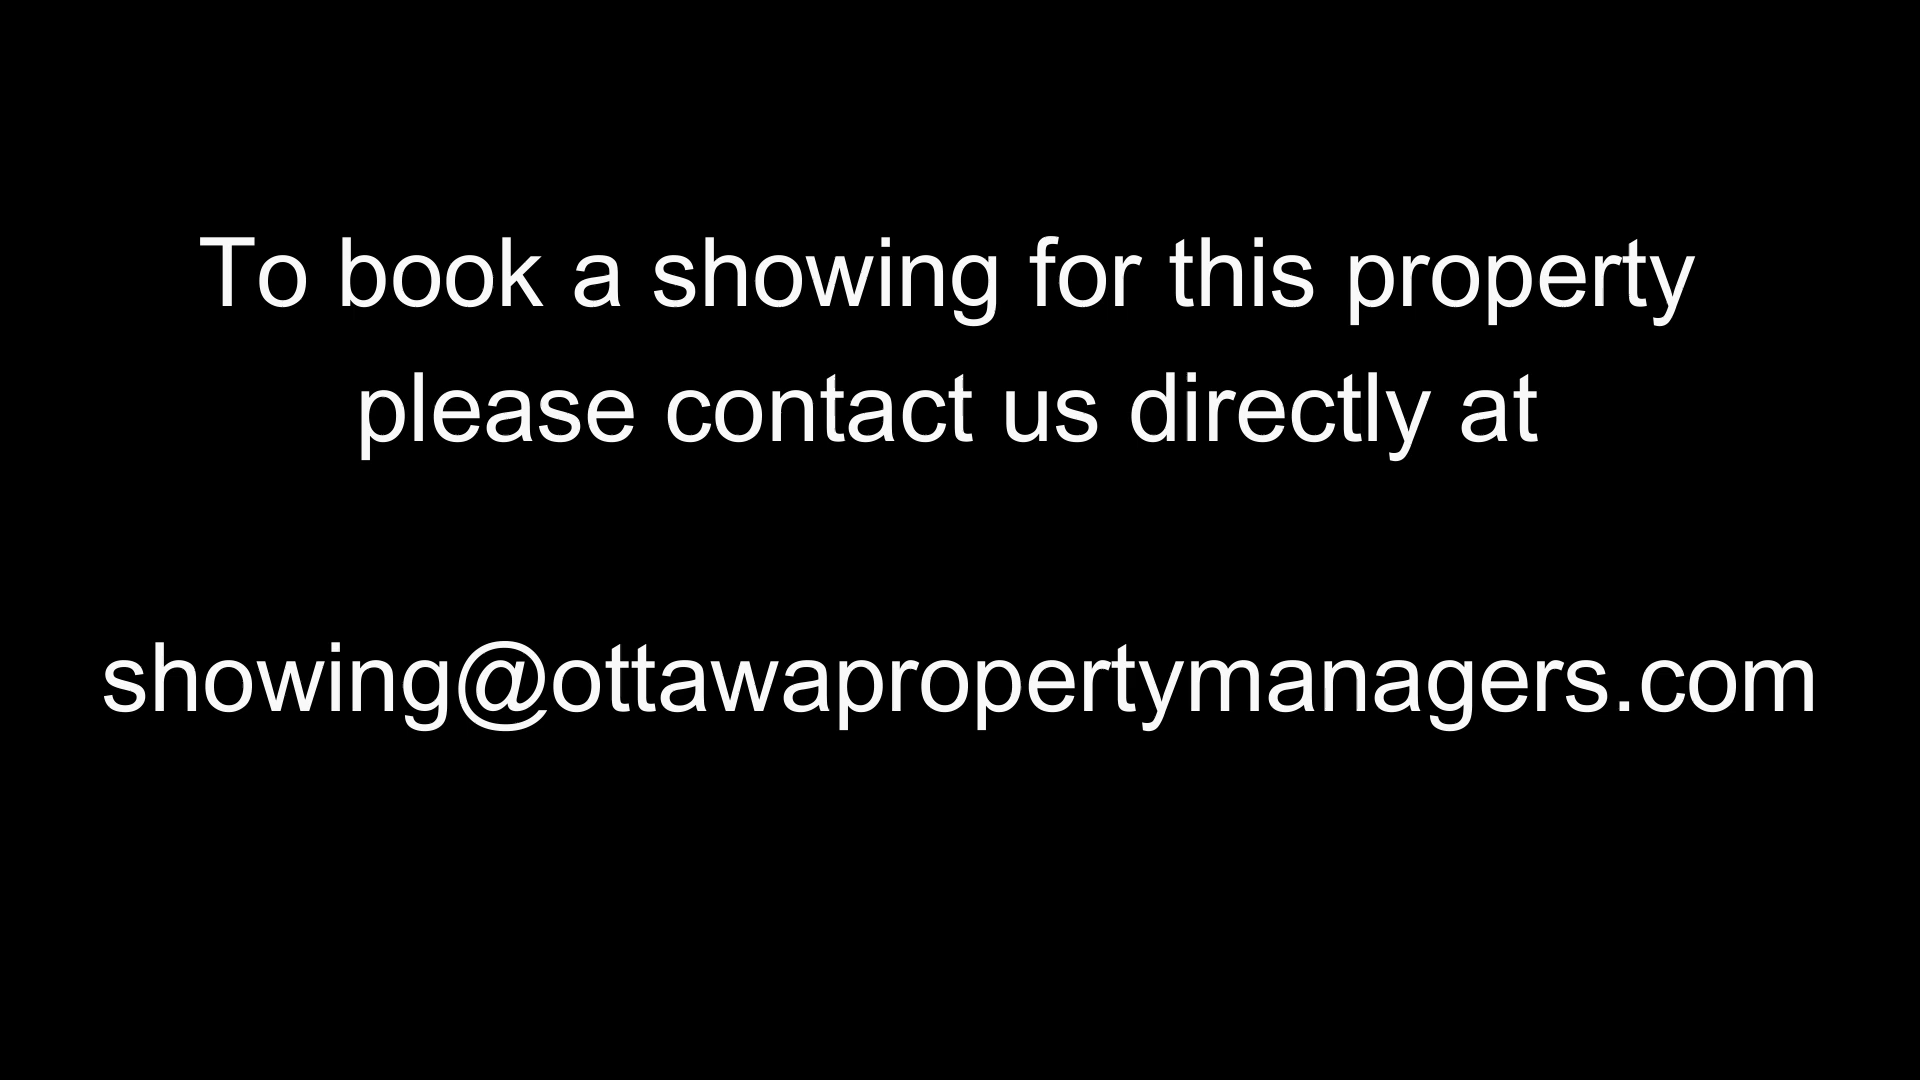 To book a showing for this property
please contact us directly at
showing@ottawapropertymanagers.com